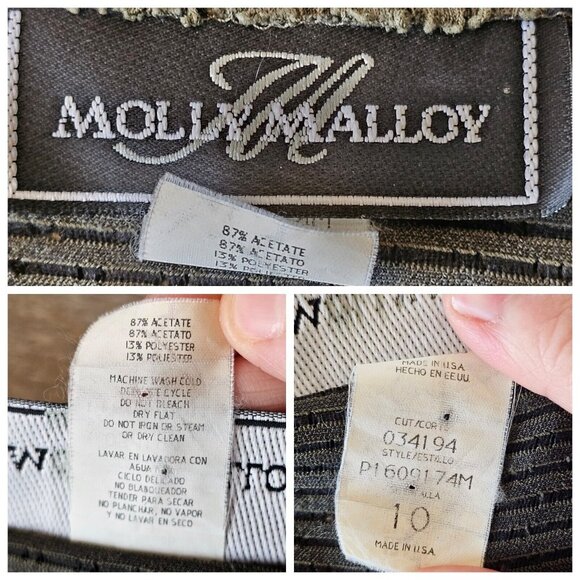 MOLLY MALLOY
87% ACETATE
87% ACETATO
13% POLYESTER
13% POLIESTER
87% ACETATE
87% ACETATO
13% POLYESTER
13% POLIESTER
MACHINE WASH COLD
DELICATE CYCLE
DO NOT BLEACH
DRY FLAT
DO NOT IRON OR STEAM
OR DRY CLEAN
LAVAR EN LAVADORA CON
AGUA
CICLO DELICADO
NO BLANQUEADOR
TENDER PARA SECAR
NO PLANCHAR, NO VAPOR
Y NO LAVAR EN SECO
MADE IN U.S.A.
HECHO EN EE.UU.
CUT/CORTE
034194
STYLE/ESTILO
P1609174M
10
MADE IN U.S.A.